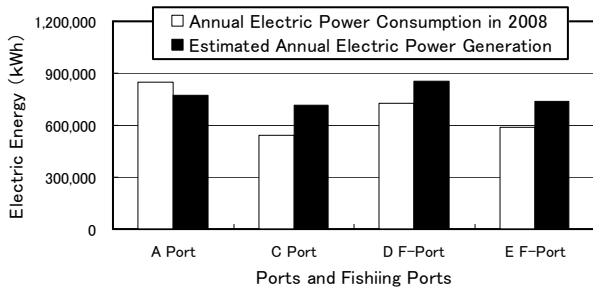 Annual Electric Power Consumption in 2008
Estimated Annual Electric Power Generation
Electric Energy (kWh)
1,200,000
900,000
600,000
300,000
0
A Port
C Port
D F-Port
E F-Port
Ports and Fishiing Ports